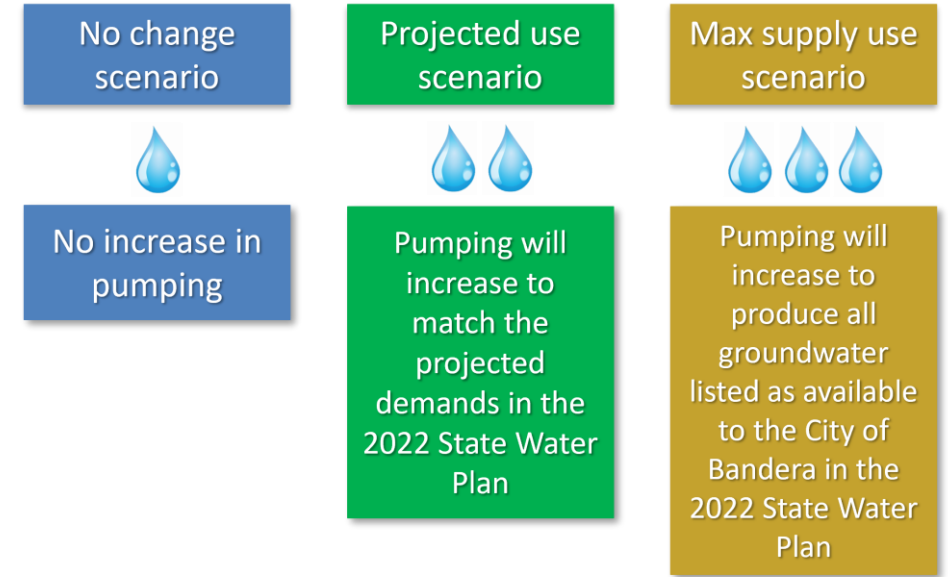 No change
scenario
Projected use
scenario
Max supply use
scenario
No increase in
pumping
Pumping will
increase to
match the
projected
demands in the
2022 State Water
Plan
Pumping will
increase to
produce all
groundwater
listed as available
to the City of
Bandera in the
2022 State Water
Plan